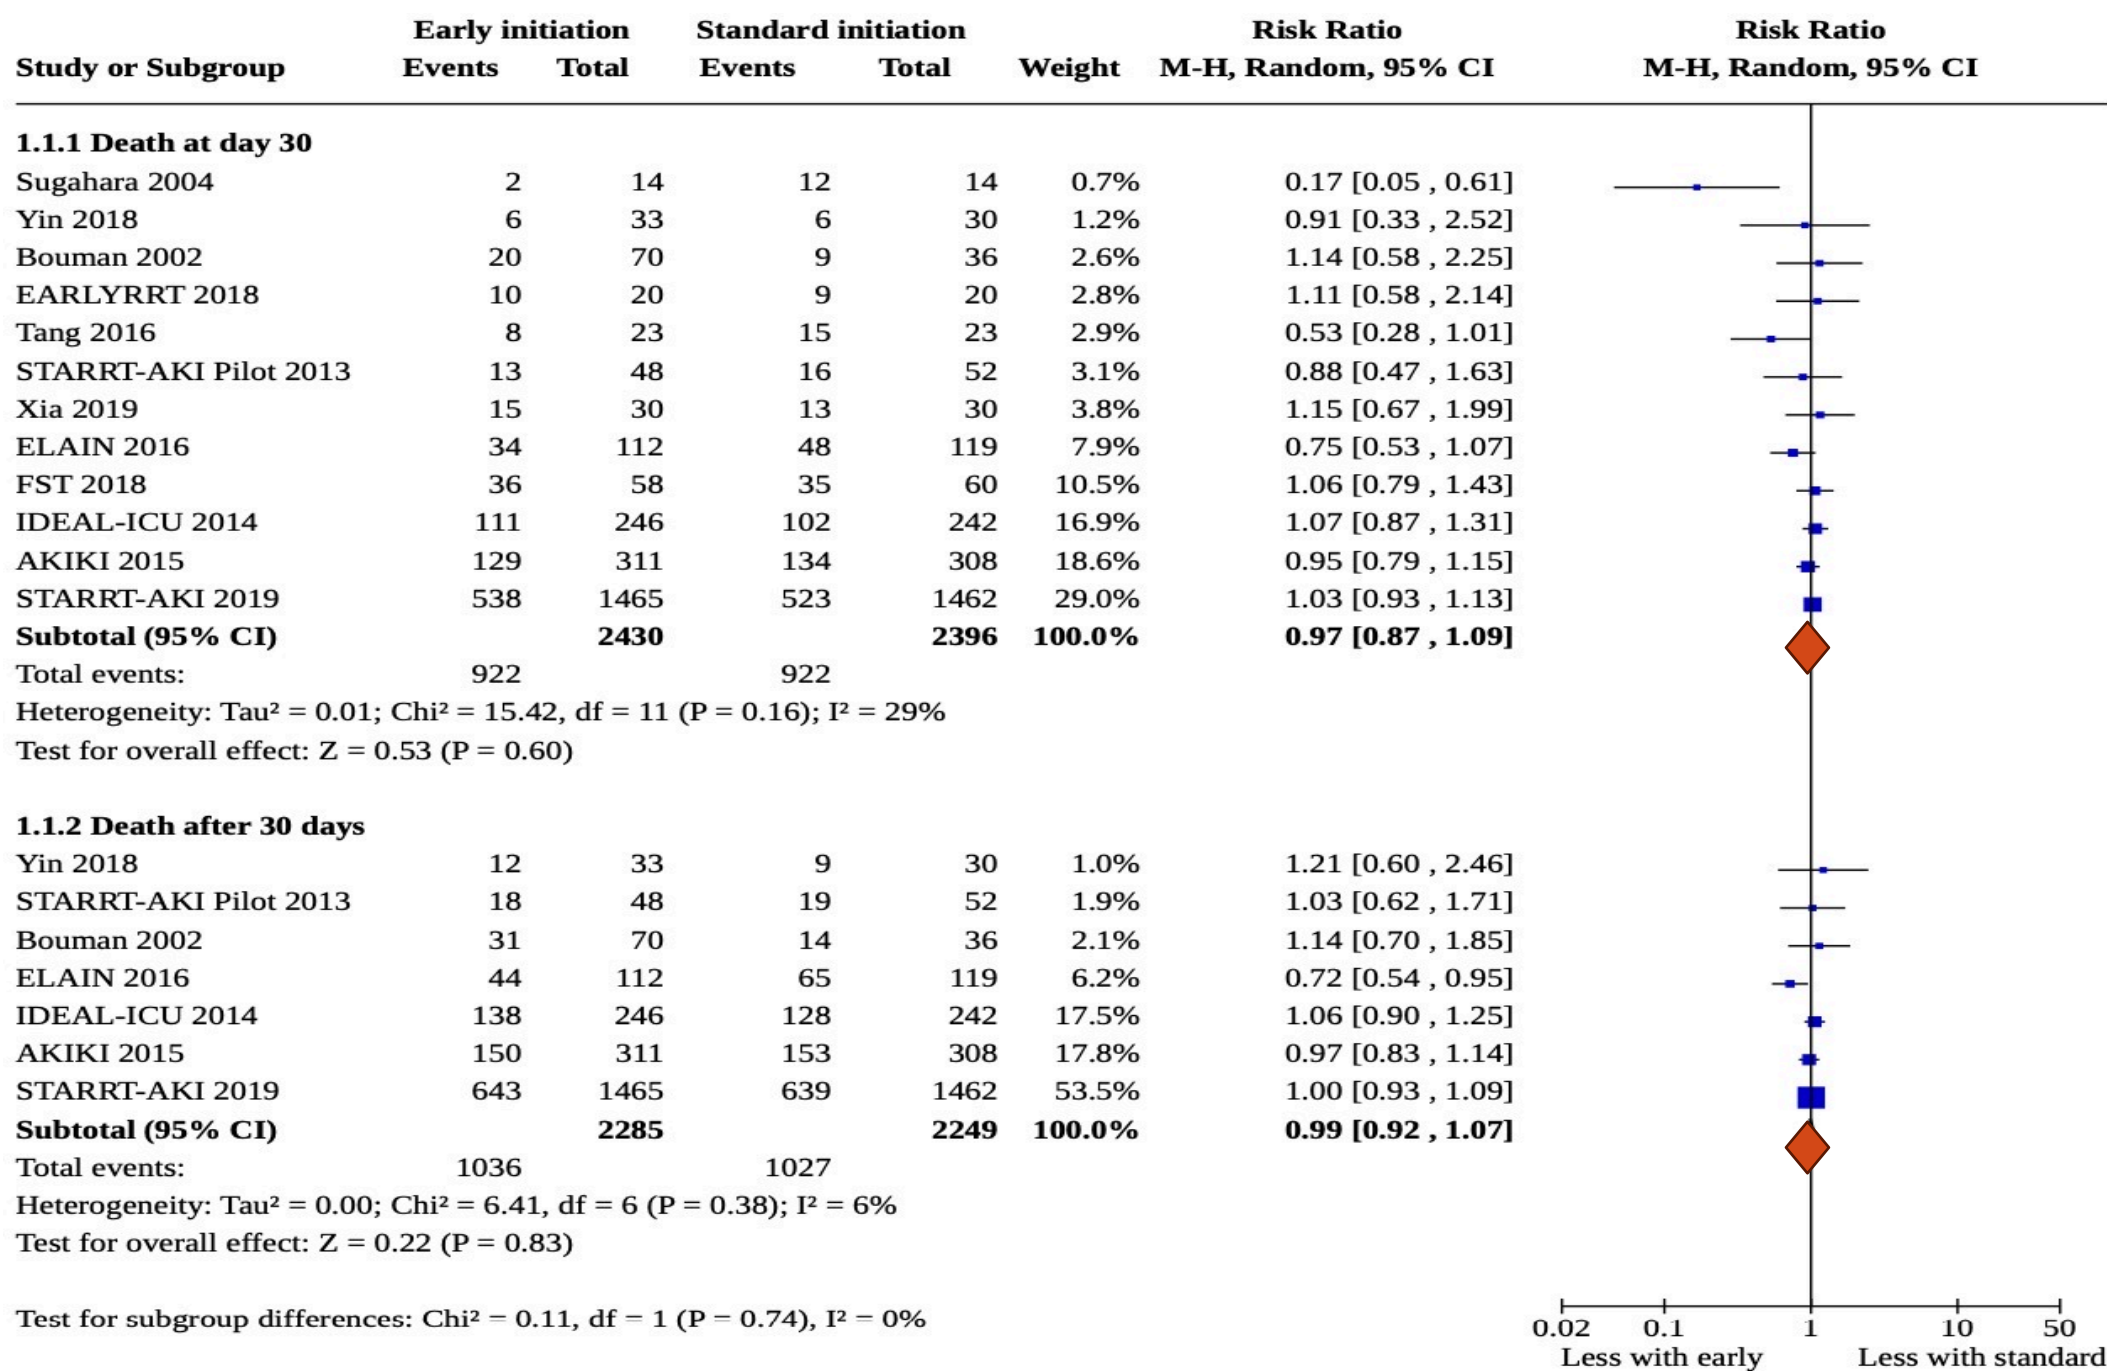 Early initiation Standard initiation Risk Ratio Risk Ratio
Study or Subgroup Events Total Events Total Weight M-H, Random, 95% CI M-H, Random, 95% CI
1.1.1 Death at day 30
Sugahara 2004 2 14 12 14 0.7% 0.17 [0.05 , 0.61]
Yin 2018 6 33 6 30 1.2% 0.91 [0.33 , 2.52]
Bouman 2002 20 70 9 36 2.6% 1.14 [0.58 , 2.25]
EARLYRRT 2018 10 20 9 20 2.8% 1.11 [0.58 , 2.14]
Tang 2016 8 23 15 23 2.9% 0.53 [0.28 , 1.01]
STARRT-AKI Pilot 2013 13 48 16 52 3.1% 0.88 [0.47 , 1.63]
Xia 2019 15 30 13 30 3.8% 1.15 [0.67 , 1.99]
ELAIN 2016 34 112 48 119 7.9% 0.75 [0.53 , 1.07]
FST 2018 36 58 35 60 10.5% 1.06 [0.79 , 1.43]
IDEAL-ICU 2014 111 246 102 242 16.9% 1.07 [0.87 , 1.31]
AKIKI 2015 129 311 134 308 18.6% 0.95 [0.79 , 1.15]
STARRT-AKI 2019 538 1465 523 1462 29.0% 1.03 [0.93 , 1.13]
Subtotal (95% CI) 2430 2396 100.0% 0.97 [0.87 , 1.09]
Total events: 922 922
Heterogeneity: Tau² = 0.01; Chi² = 15.42, df = 11 (P = 0.16); I² = 29%
Test for overall effect: Z = 0.53 (P = 0.60)
1.1.2 Death after 30 days
Yin 2018 12 33 9 30 1.0% 1.21 [0.60 , 2.46]
STARRT-AKI Pilot 2013 18 48 19 52 1.9% 1.03 [0.62 , 1.71]
Bouman 2002 31 70 14 36 2.1% 1.14 [0.70 , 1.85]
ELAIN 2016 44 112 65 119 6.2% 0.72 [0.54 , 0.95]
IDEAL-ICU 2014 138 246 128 242 17.5% 1.06 [0.90 , 1.25]
AKIKI 2015 150 311 153 308 17.8% 0.97 [0.83 , 1.14]
STARRT-AKI 2019 643 1465 639 1462 53.5% 1.00 [0.93 , 1.09]
Subtotal (95% CI) 2285 2249 100.0% 0.99 [0.92 , 1.07]
Total events: 1036 1027
Heterogeneity: Tau² = 0.00; Chi² = 6.41, df = 6 (P = 0.38); I² = 6%
Test for overall effect: Z = 0.22 (P = 0.83)
Test for subgroup differences: Chi² = 0.11, df = 1 (P = 0.74), I² = 0%
0.02 0.1 1 10 50
Less with early Less with standard